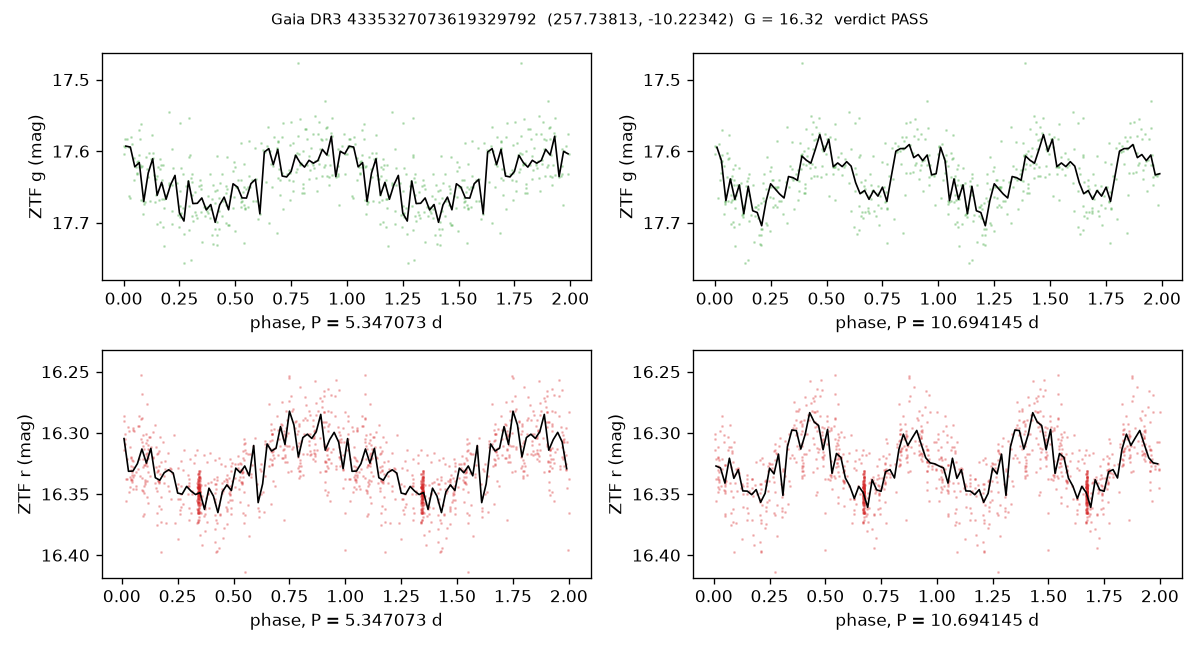 Gaia DR3 4335327073619329792 (257.73813, -10.22342) G = 16.32 verdict PASS
ZTF g (mag)
17.5
17.6
17.7
0.00 0.25 0.50 0.75 1.00 1.25 1.50 1.75 2.00
phase, P = 5.347073 d
ZTF g (mag)
17.5
17.6
17.7
0.00 0.25 0.50 0.75 1.00 1.25 1.50 1.75 2.00
phase, P = 10.694145 d
ZTF r (mag)
16.25
16.30
16.35
16.40
0.00 0.25 0.50 0.75 1.00 1.25 1.50 1.75 2.00
phase, P = 5.347073 d
ZTF r (mag)
16.25
16.30
16.35
16.40
0.00 0.25 0.50 0.75 1.00 1.25 1.50 1.75 2.00
phase, P = 10.694145 d